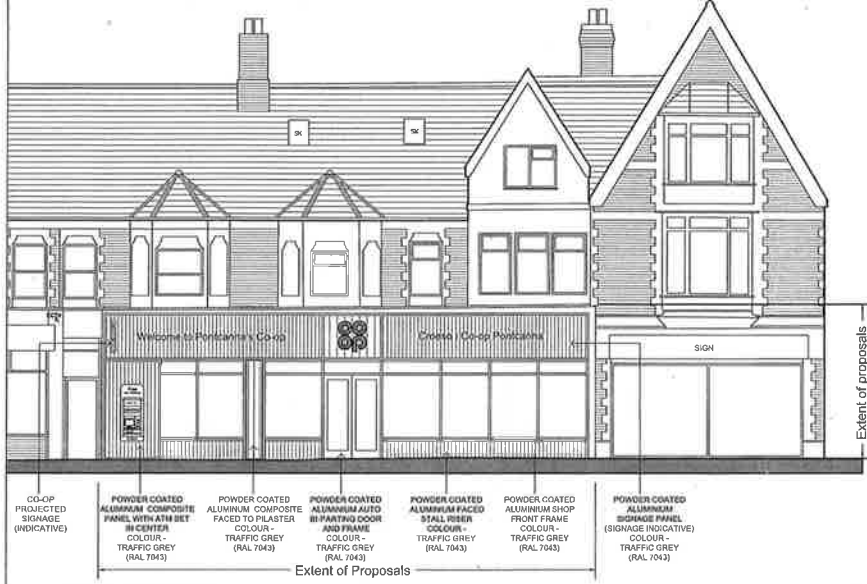 SK
SK
Welcome to Pontcanna's Co-op
co
op
Croeso i Co-op Pontcanna
SIGN
Extent of proposals
CO-OP
PROJECTED
SIGNAGE
(INDICATIVE)
POWDER COATED
ALUMINUM COMPOSITE
PANEL WITH ATM SET
IN CENTER
COLOUR -
TRAFFIC GREY
(RAL 7043)
POWDER COATED
ALUMINUM COMPOSITE
FACED TO PILASTER
COLOUR -
TRAFFIC GREY
(RAL 7043)
POWDER COATED
ALUMINIUM AUTO
BI-PARTING DOOR
AND FRAME
COLOUR -
TRAFFIC GREY
(RAL 7043)
POWDER COATED
ALUMINIUM FACED
STALL RISER
COLOUR -
TRAFFIC GREY
(RAL 7043)
POWDER COATED
ALUMINIUM SHOP
FRONT FRAME
COLOUR -
TRAFFIC GREY
(RAL 7043)
POWDER COATED
ALUMINIUM
SIGNAGE PANEL
(SIGNAGE INDICATIVE)
COLOUR -
TRAFFIC GREY
(RAL 7043)
Extent of Proposals